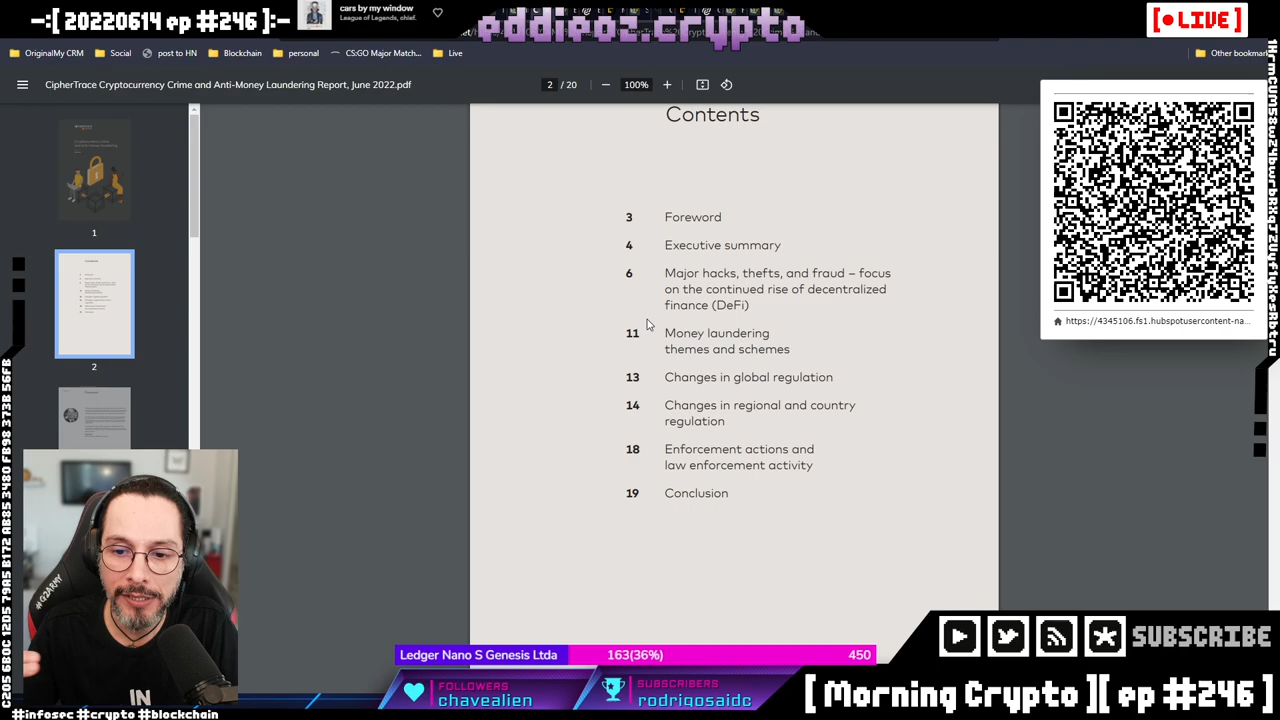 -:[ 20220614 ep #246 ]:-
cars by my window
League of Legends, chief.
eddieoz.crypto
[●LIVE]
OriginalMy CRM
Social
post to HN
Blockchain
personal
CS:GO Major Match...
Live
Other bookmar
CipherTrace Cryptocurrency Crime and Anti-Money Laundering Report, June 2022.pdf
2 / 20
100%
Contents
3 Foreword
4 Executive summary
6 Major hacks, thefts, and fraud – focus
on the continued rise of decentralized
finance (DeFi)
11 Money laundering
themes and schemes
13 Changes in global regulation
14 Changes in regional and country
regulation
18 Enforcement actions and
law enforcement activity
19 Conclusion
1
2
https://4345106.fs1.hubspotusercontent-na...
#G2ARMY
IN
Ledger Nano S Genesis Ltda
163(36%)
450
FOLLOWERS
chavealien
SUBSCRIBERS
rodrigosaidc
SUBSCRIBE
[ Morning Crypto ][ ep #246 ]
#infosec #crypto #blockchain